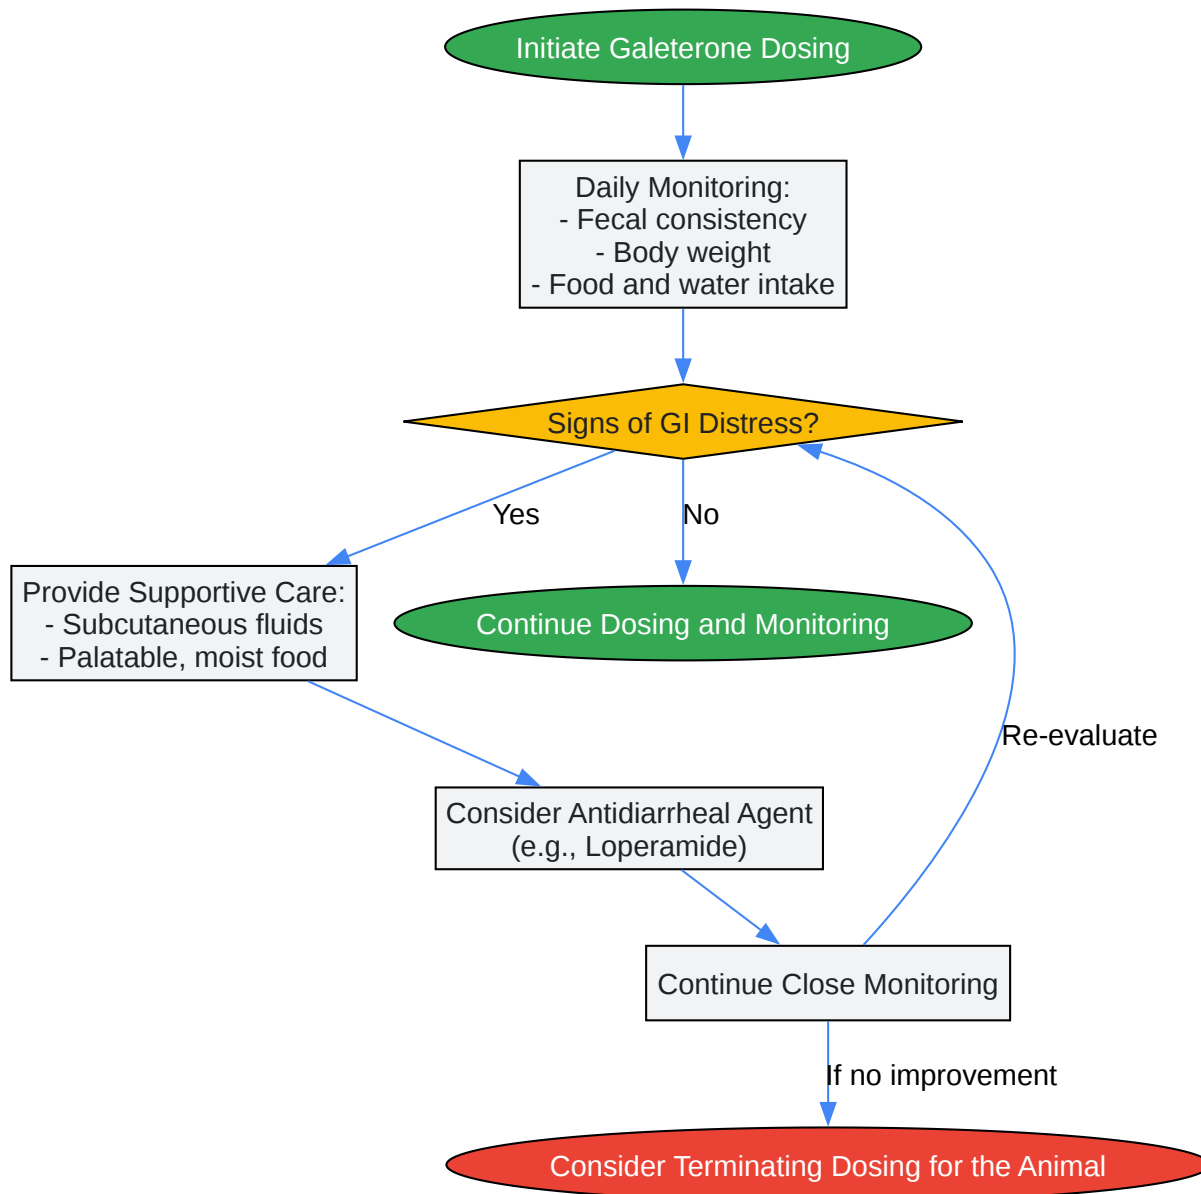 Initiate Galeterone Dosing
Daily Monitoring:
- Fecal consistency
- Body weight
- Food and water intake
Signs of GI Distress?
Yes
No
Provide Supportive Care:
- Subcutaneous fluids
- Palatable, moist food
Continue Dosing and Monitoring
Re-evaluate
Consider Antidiarrheal Agent
(e.g., Loperamide)
Continue Close Monitoring
If no improvement
Consider Terminating Dosing for the Animal